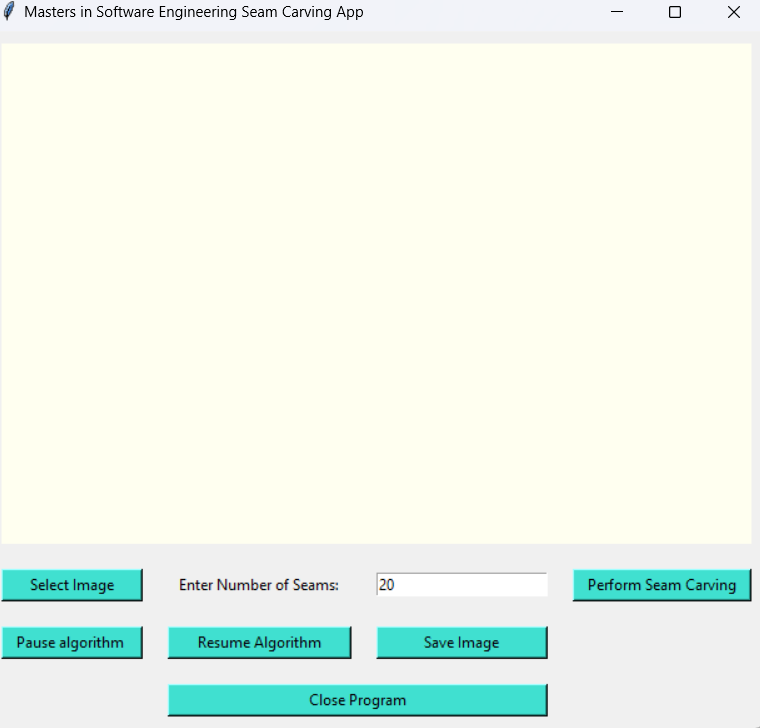 Masters in Software Engineering Seam Carving App
Select Image Enter Number of Seams: 20 Perform Seam Carving
Pause algorithm Resume Algorithm Save Image
Close Program